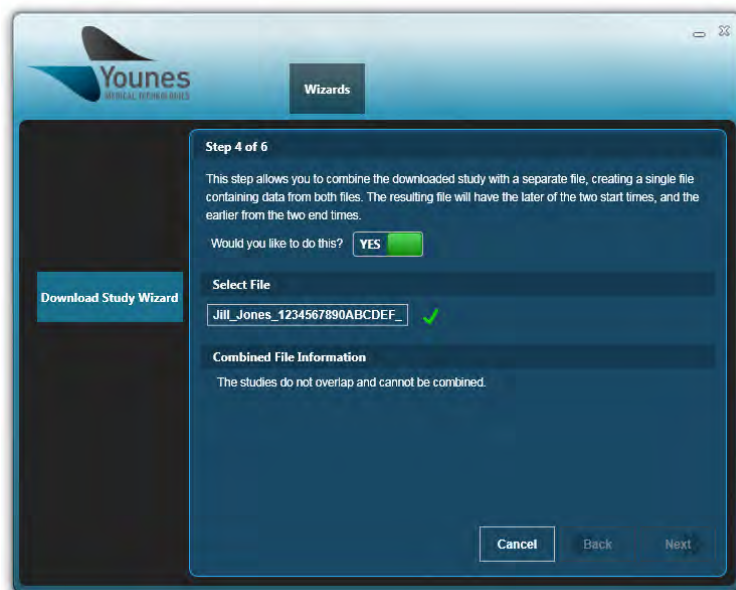 Younes
MEDICAL TECHNOLOGIES
Wizards
Step 4 of 6
This step allows you to combine the downloaded study with a separate file, creating a single file
containing data from both files. The resulting file will have the later of the two start times, and the
earlier from the two end times.
Would you like to do this? YES
Download Study Wizard
Select File
Jill_Jones_1234567890ABCDEF_
Combined File Information
The studies do not overlap and cannot be combined.
Cancel Back Next